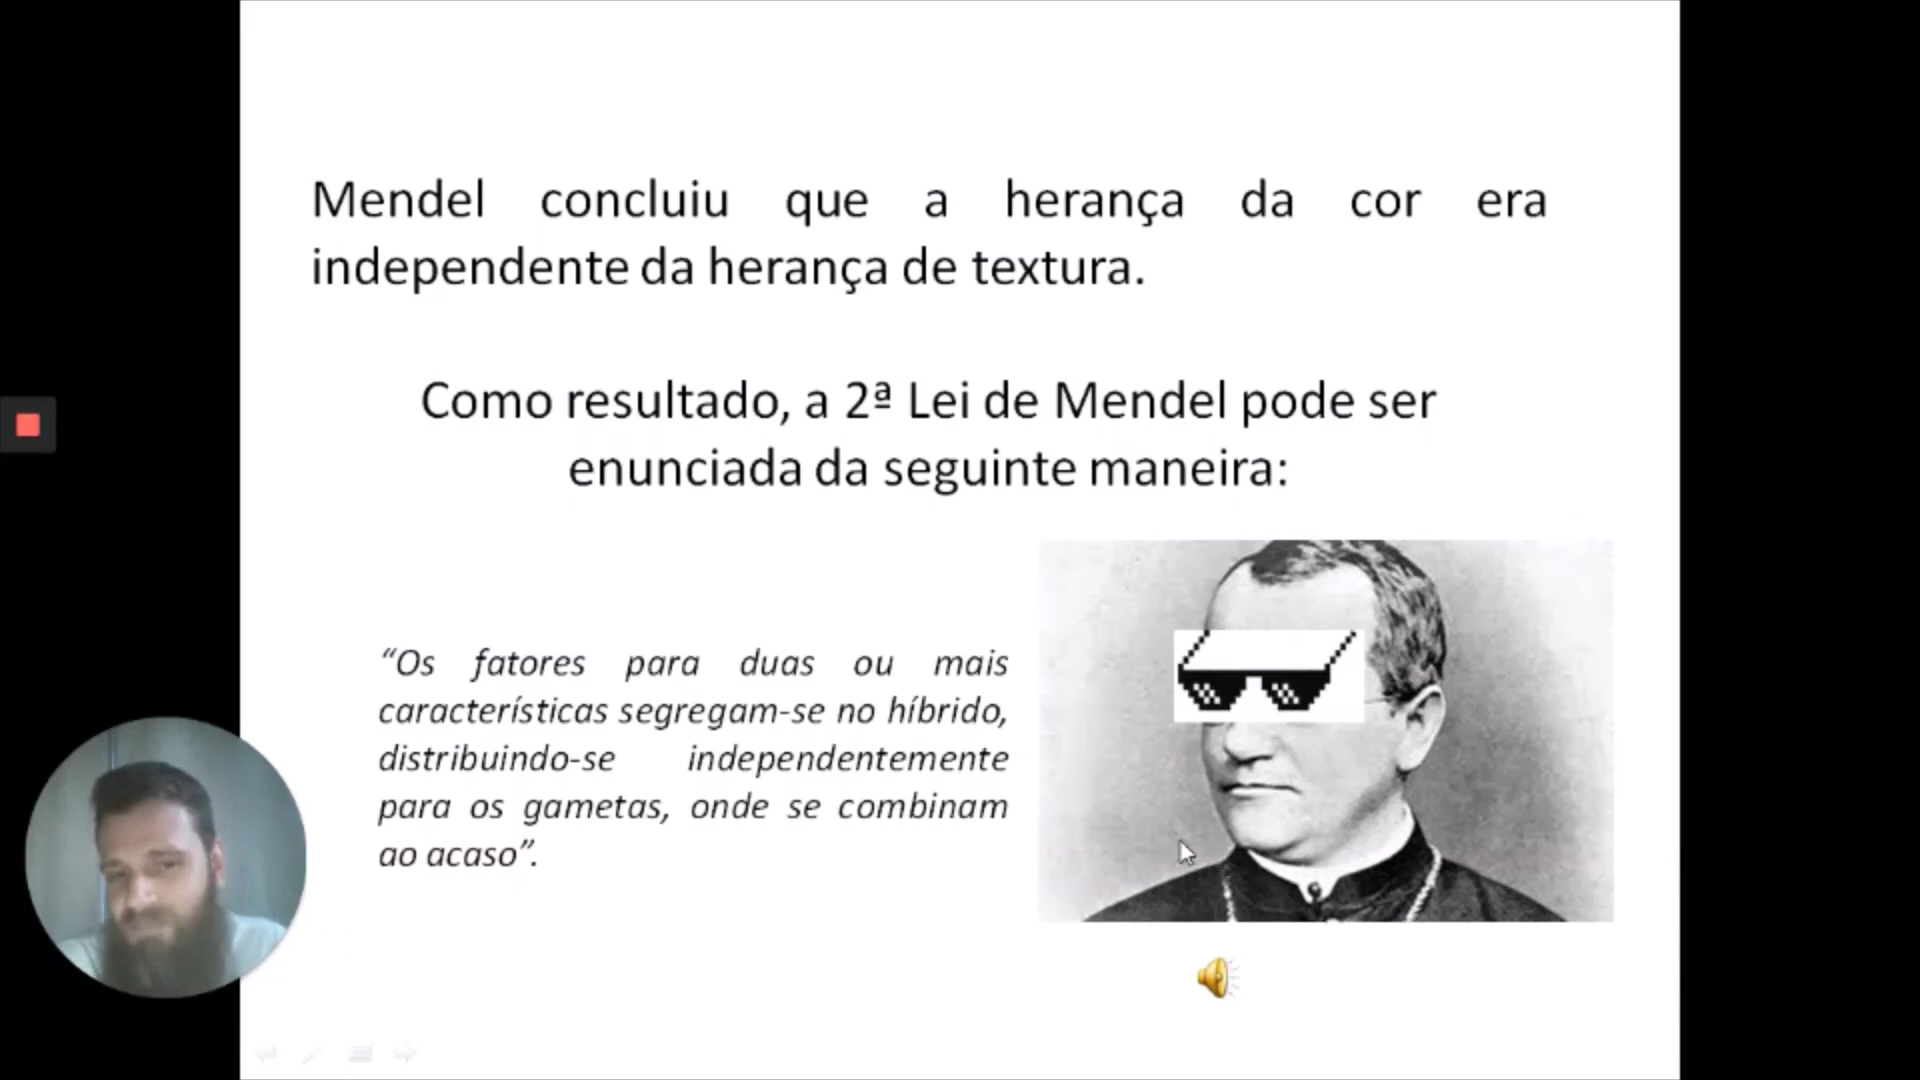 Mendel concluiu que a herança da cor era
independente da herança de textura.
Como resultado, a 2ª Lei de Mendel pode ser
enunciada da seguinte maneira:
“Os fatores para duas ou mais
características segregam-se no híbrido,
distribuindo-se independentemente
para os gametas, onde se combinam
ao acaso”.